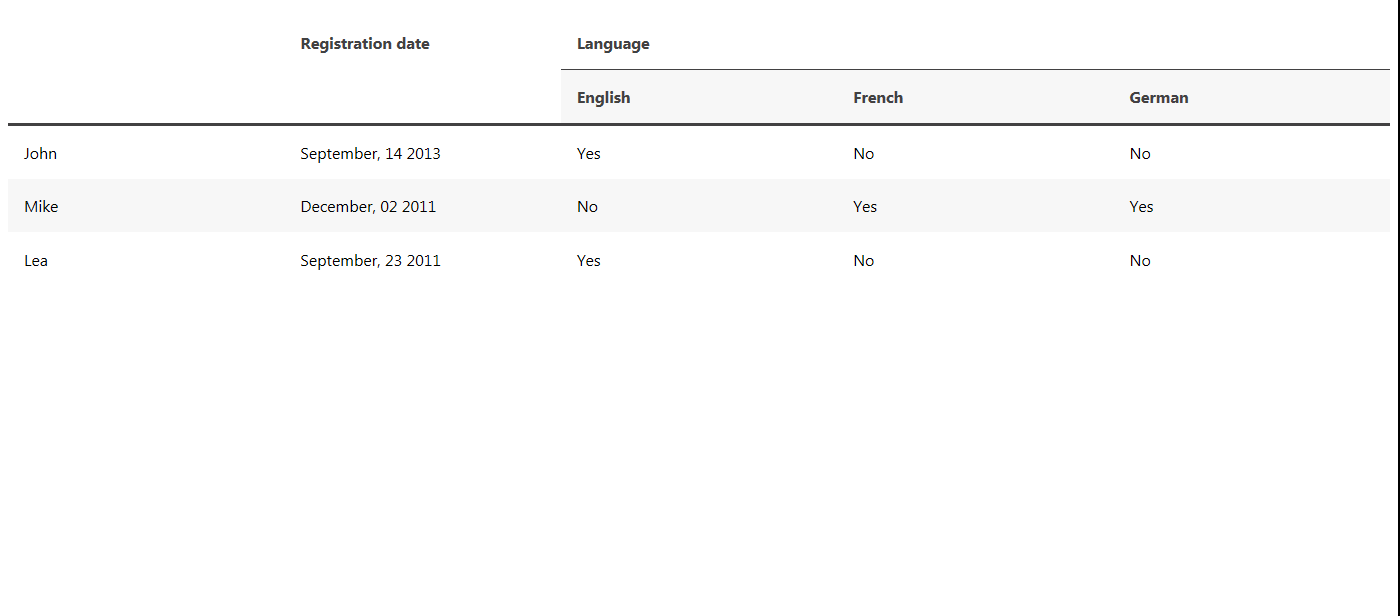 Registration date Language
English French German
John September, 14 2013 Yes No No
Mike December, 02 2011 No Yes Yes
Lea September, 23 2011 Yes No No